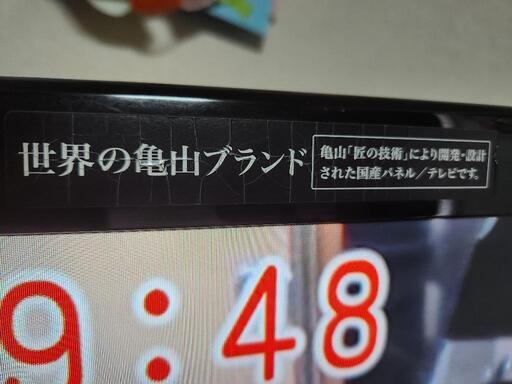 世界の亀山ブランド
亀山「匠の技術」により開発・設計
された国産パネル／テレビです。
9:48